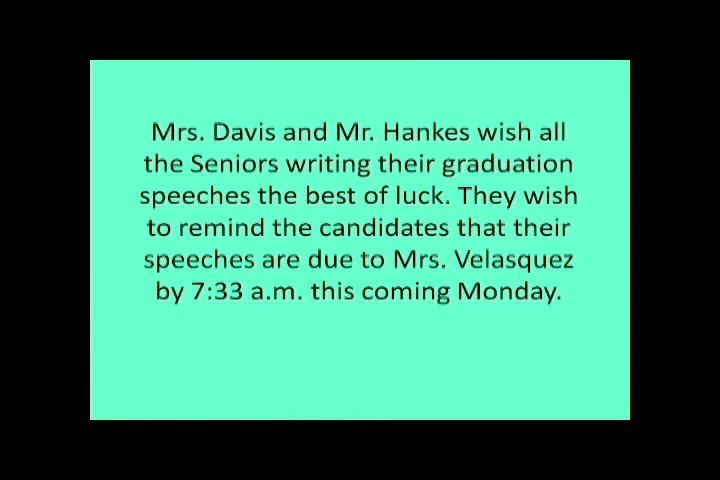 Mrs. Davis and Mr. Hankes wish all
the Seniors writing their graduation
speeches the best of luck. They wish
to remind the candidates that their
speeches are due to Mrs. Velasquez
by 7:33 a.m. this coming Monday.